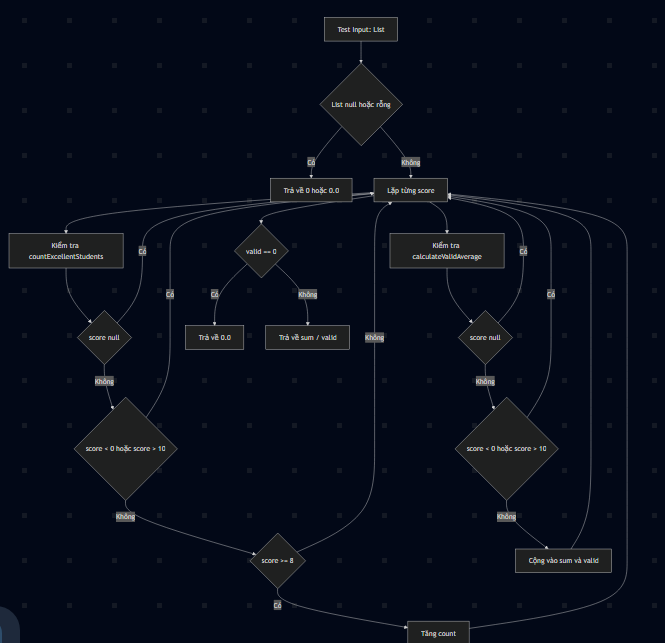 Test Input: List
List null hoặc rỗng
Có
Không
Trả về 0 hoặc 0.0
Lặp từng score
Kiểm tra
countExcellentStudents
valid == 0
Kiểm tra
calculateValidAverage
Có
Có
Có
Có
Không
Có
score null
Trả về 0.0
Trả về sum / valid
Không
score null
Không
Không
score < 0 hoặc score > 10
score < 0 hoặc score > 10
Không
Không
score >= 8
Cộng vào sum và valid
Có
Tăng count